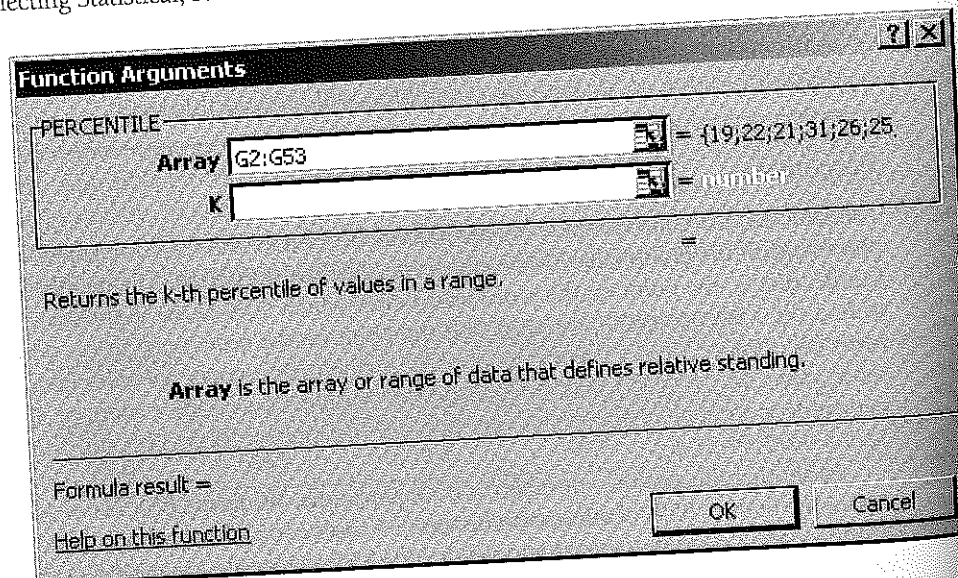 Statistical,
Function Arguments
? X
PERCENTILE
Array G2:G53 = {19;22;21;31;26;25
K = number
=
Returns the k-th percentile of values in a range.
Array is the array or range of data that defines relative standing.
Formula result =
OK Cancel
Help on this function